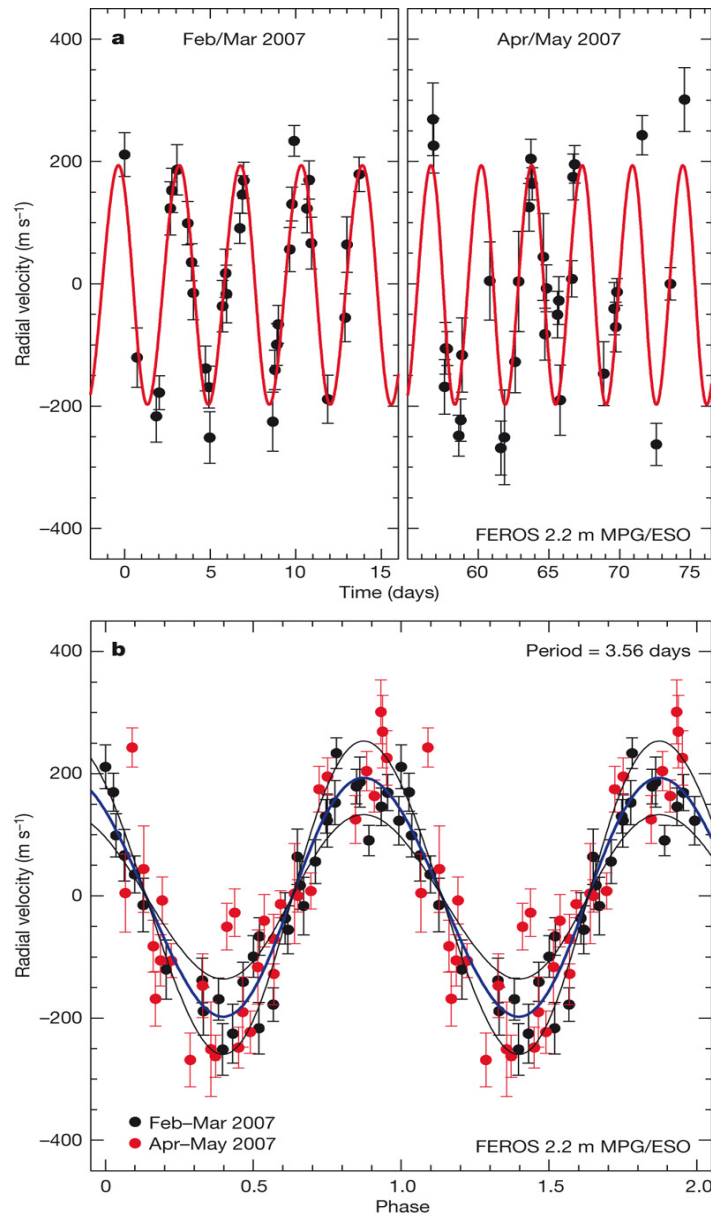 a
Feb/Mar 2007
Apr/May 2007
400
200
0
−200
−400
Radial velocity (m s⁻¹)
FEROS 2.2 m MPG/ESO
0 5 10 15 60 65 70 75
Time (days)
b
Period = 3.56 days
400
200
0
−200
−400
Radial velocity (m s⁻¹)
Feb–Mar 2007
Apr–May 2007
FEROS 2.2 m MPG/ESO
0 0.5 1.0 1.5 2.0
Phase